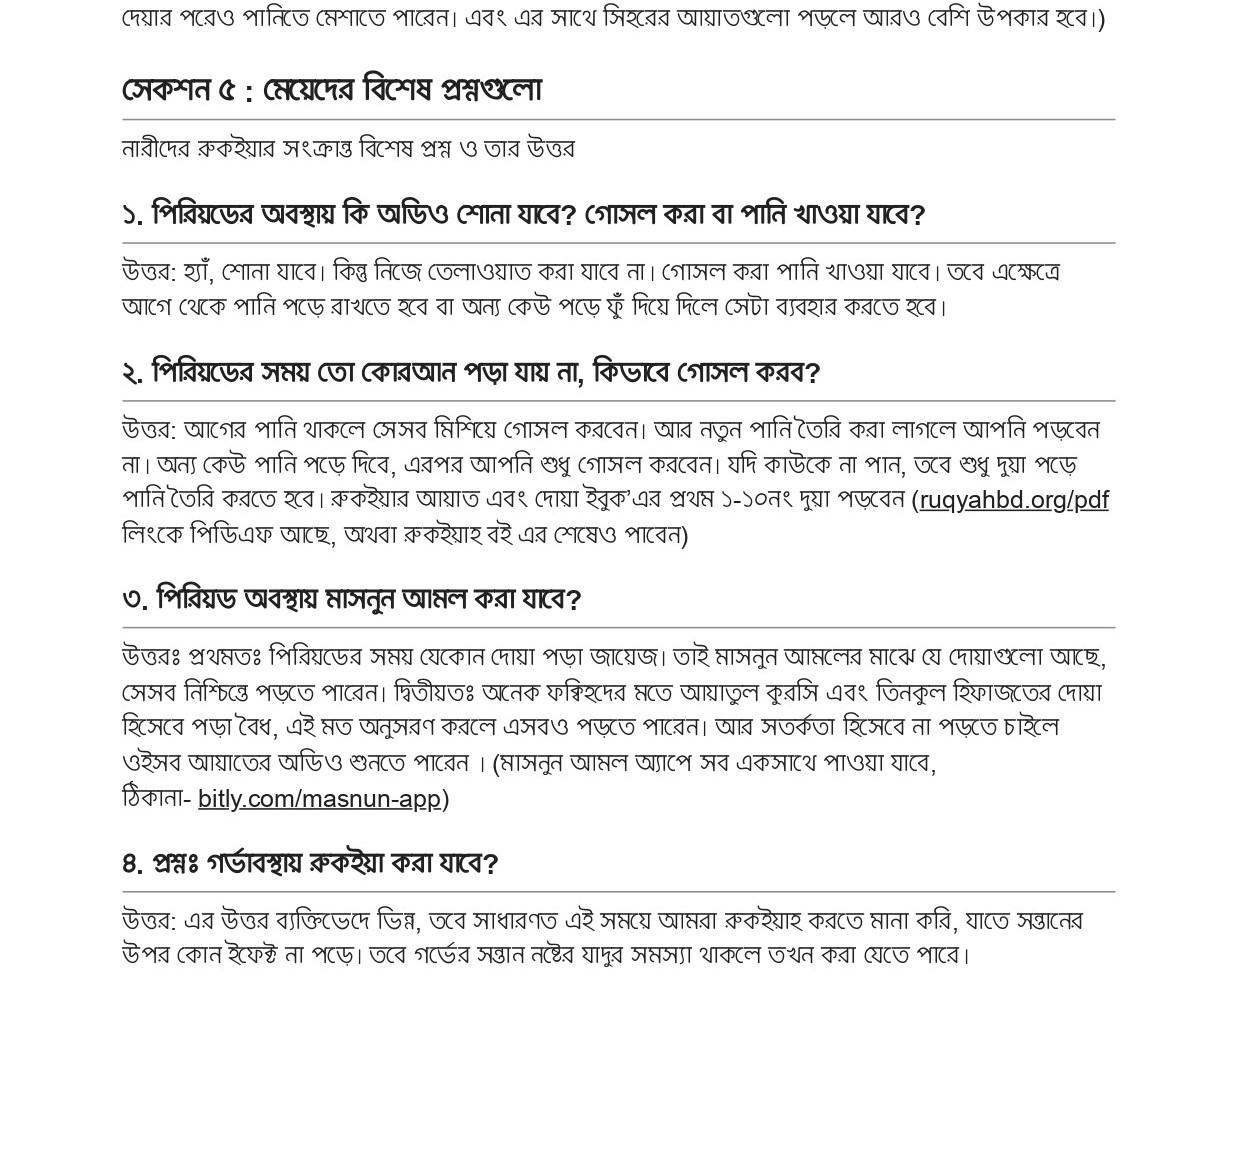 দেয়ার পরেও পানিতে মেশাতে পারেন। এবং এর সাথে সিহরের আয়াতগুলো পড়লে আরও বেশি উপকার হবে।)
সেকশন ৫ : মেয়েদের বিশেষ প্রশ্নগুলো
নারীদের রুকইয়ার সংক্রান্ত বিশেষ প্রশ্ন ও তার উত্তর
১. পিরিয়ডের অবস্থায় কি অডিও শোনা যাবে? গোসল করা বা পানি খাওয়া যাবে?
উত্তর: হ্যাঁ, শোনা যাবে। কিন্তু নিজে তেলাওয়াত করা যাবে না। গোসল করা পানি খাওয়া যাবে। তবে এক্ষেত্রে
আগে থেকে পানি পড়ে রাখতে হবে বা অন্য কেউ পড়ে ফুঁ দিয়ে দিলে সেটা ব্যবহার করতে হবে।
২. পিরিয়ডের সময় তো কোরআন পড়া যায় না, কিভাবে গোসল করব?
উত্তর: আগের পানি থাকলে সেসব মিশিয়ে গোসল করবেন। আর নতুন পানি তৈরি করা লাগলে আপনি পড়বেন
না। অন্য কেউ পানি পড়ে দিবে, এরপর আপনি শুধু গোসল করবেন। যদি কাউকে না পান, তবে শুধু দুয়া পড়ে
পানি তৈরি করতে হবে। রুকইয়ার আয়াত এবং দোয়া ইবুক’এর প্রথম ১-১০নং দুয়া পড়বেন (ruqyahbd.org/pdf
লিংকে পিডিএফ আছে, অথবা রুকইয়াহ বই এর শেষেও পাবেন)
৩. পিরিয়ড অবস্থায় মাসনুন আমল করা যাবে?
উত্তরঃ প্রথমতঃ পিরিয়ডের সময় যেকোন দোয়া পড়া জায়েজ। তাই মাসনুন আমলের মাঝে যে দোয়াগুলো আছে,
সেসব নিশ্চিন্তে পড়তে পারেন। দ্বিতীয়তঃ অনেক ফক্বিহদের মতে আয়াতুল কুরসি এবং তিনকুল হিফাজতের দোয়া
হিসেবে পড়া বৈধ, এই মত অনুসরণ করলে এসবও পড়তে পারেন। আর সতর্কতা হিসেবে না পড়তে চাইলে
ওইসব আয়াতের অডিও শুনতে পারেন । (মাসনুন আমল অ্যাপে সব একসাথে পাওয়া যাবে,
ঠিকানা- bitly.com/masnun-app)
৪. প্রশ্নঃ গর্ভাবস্থায় রুকইয়া করা যাবে?
উত্তর: এর উত্তর ব্যক্তিভেদে ভিন্ন, তবে সাধারণত এই সময়ে আমরা রুকইয়াহ করতে মানা করি, যাতে সন্তানের
উপর কোন ইফেক্ট না পড়ে। তবে গর্ভের সন্তান নষ্টের যাদুর সমস্যা থাকলে তখন করা যেতে পারে।